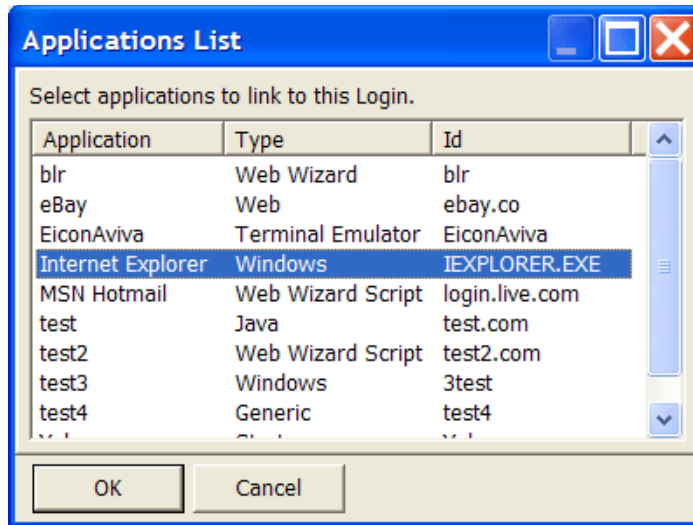 Applications List
Select applications to link to this Login.
Application Type Id
blr Web Wizard blr
eBay Web ebay.co
EiconAviva Terminal Emulator EiconAviva
Internet Explorer Windows IEXPLORER.EXE
MSN Hotmail Web Wizard Script login.live.com
test Java test.com
test2 Web Wizard Script test2.com
test3 Windows 3test
test4 Generic test4
OK Cancel